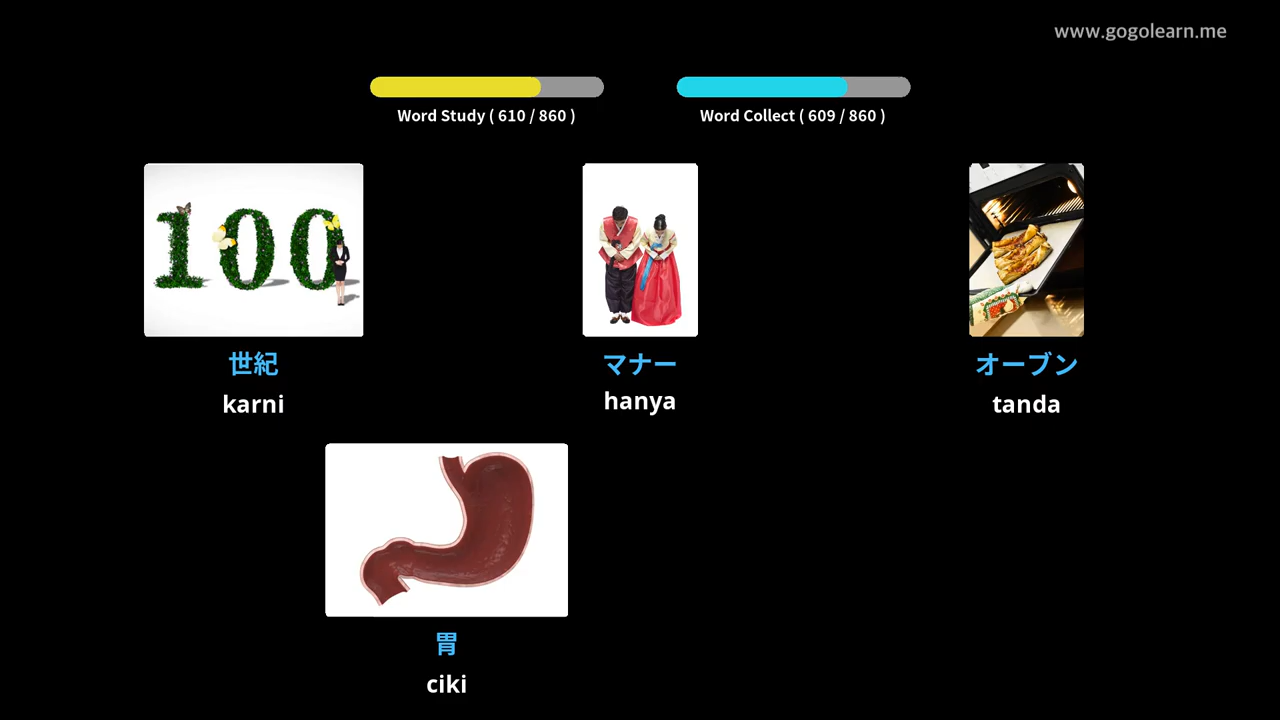 www.gogolearn.me
Word Study ( 610 / 860 )
Word Collect ( 609 / 860 )
100
世紀
karni
マナー
hanya
オーブン
tanda
胃
ciki